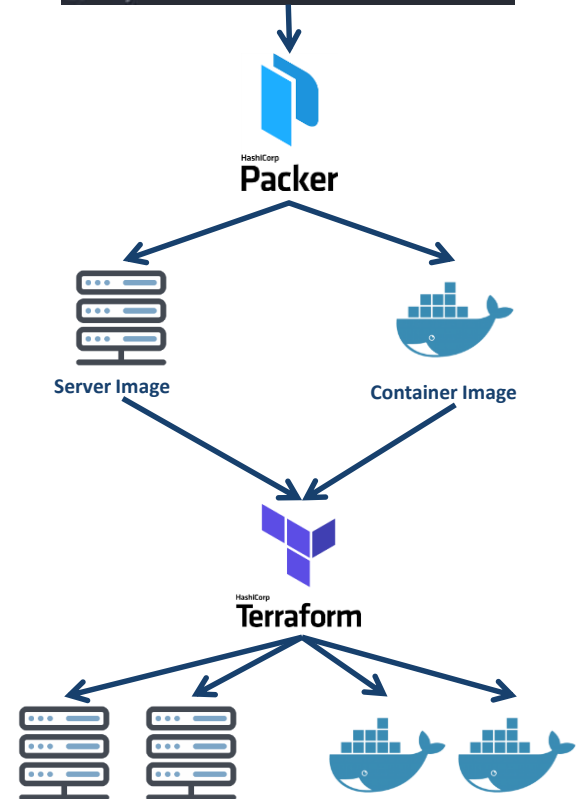 HashiCorp
Packer
Server Image
Container Image
HashiCorp
Terraform